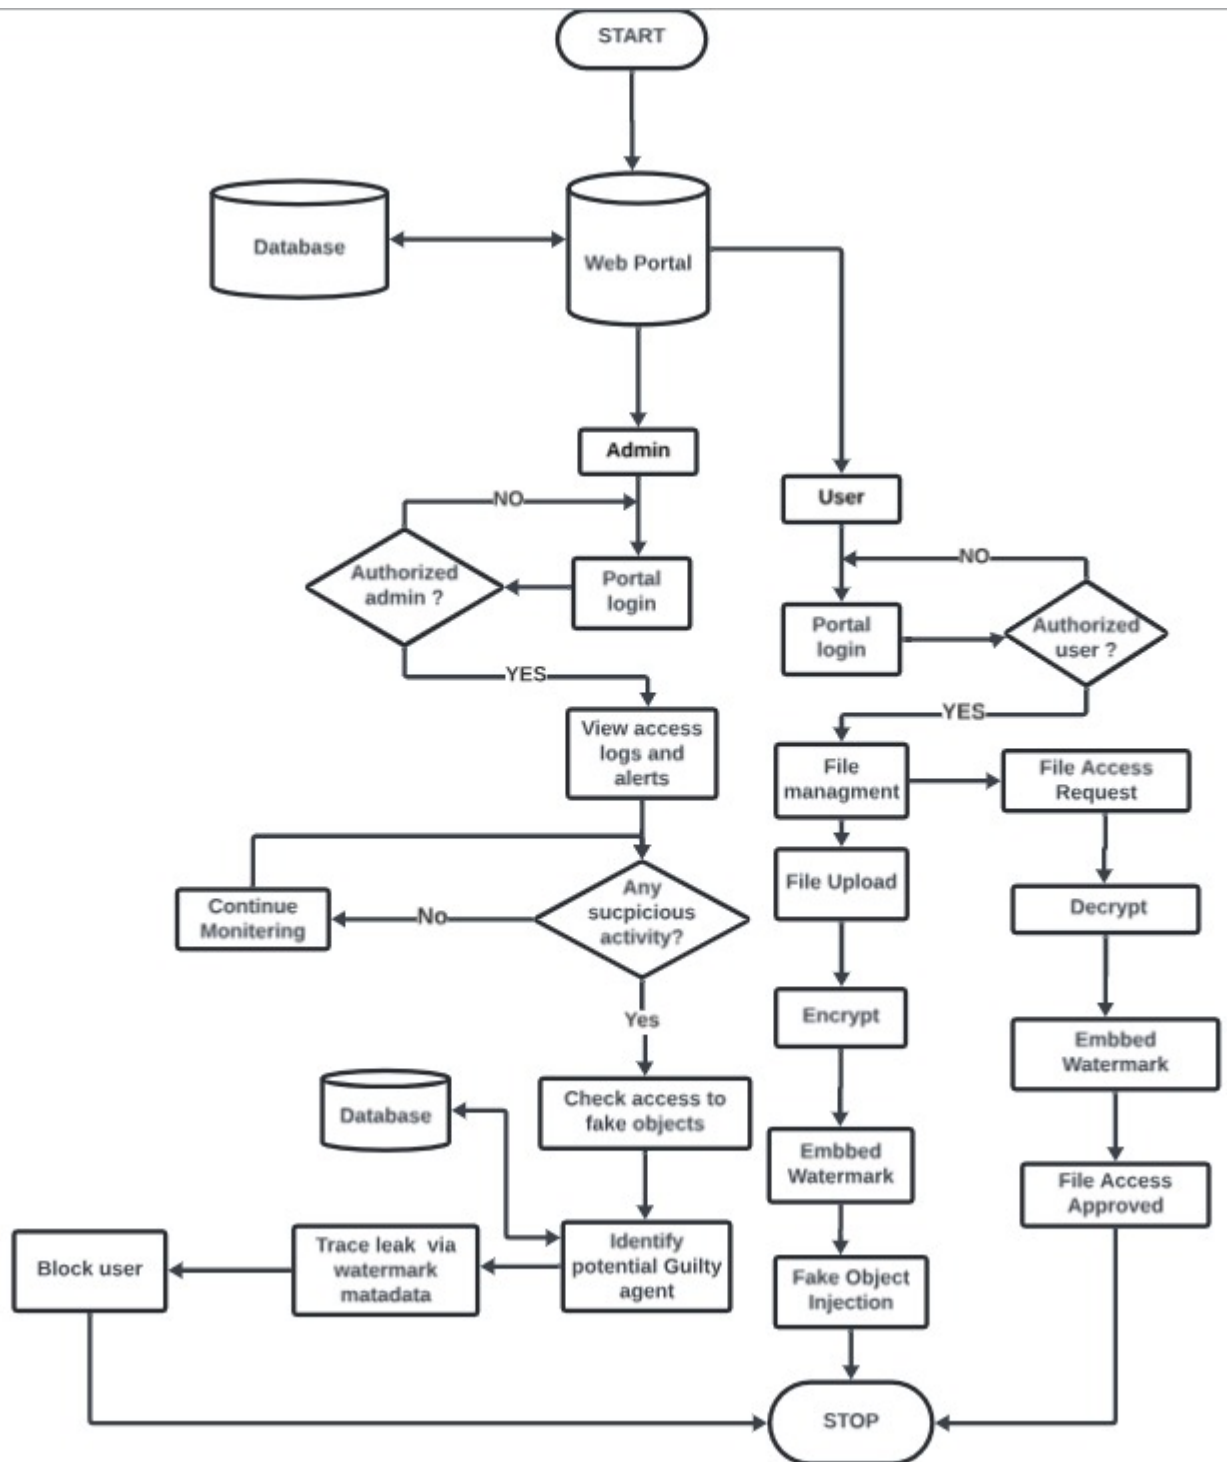 START
Database
Web Portal
Admin
User
NO
Authorized
admin ?
Portal
login
NO
Portal
login
Authorized
user ?
YES
YES
View access
logs and
alerts
File
managment
File Access
Request
File Upload
Decrypt
Any
sucpicious
activity?
No
Continue
Monitering
Yes
Encrypt
Embbed
Watermark
Check access to
fake objects
Database
Embbed
Watermark
File Access
Approved
Identify
potential Guilty
agent
Trace leak via
watermark
matadata
Block user
Fake Object
Injection
STOP